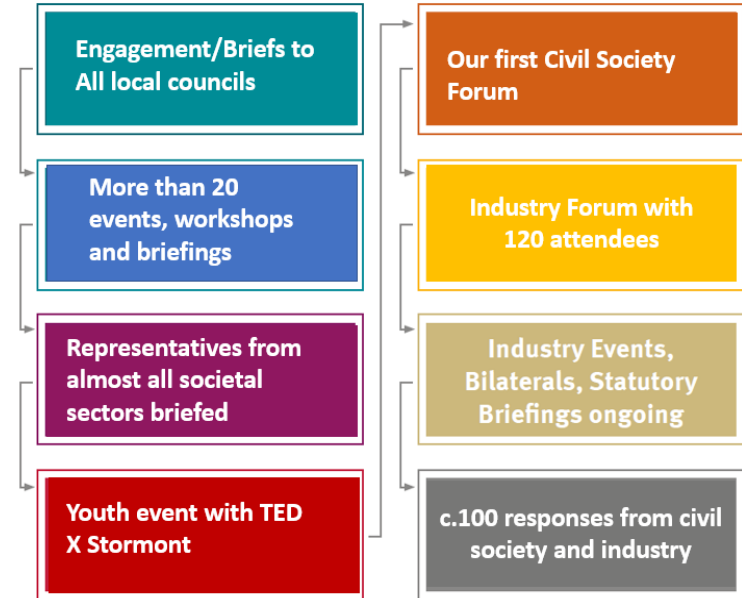 Engagement/Briefs to
All local councils
More than 20
events, workshops
and briefings
Representatives from
almost all societal
sectors briefed
Youth event with TED
X Stormont
Our first Civil Society
Forum
Industry Forum with
120 attendees
Industry Events,
Bilaterals, Statutory
Briefings ongoing
c.100 responses from civil
society and industry